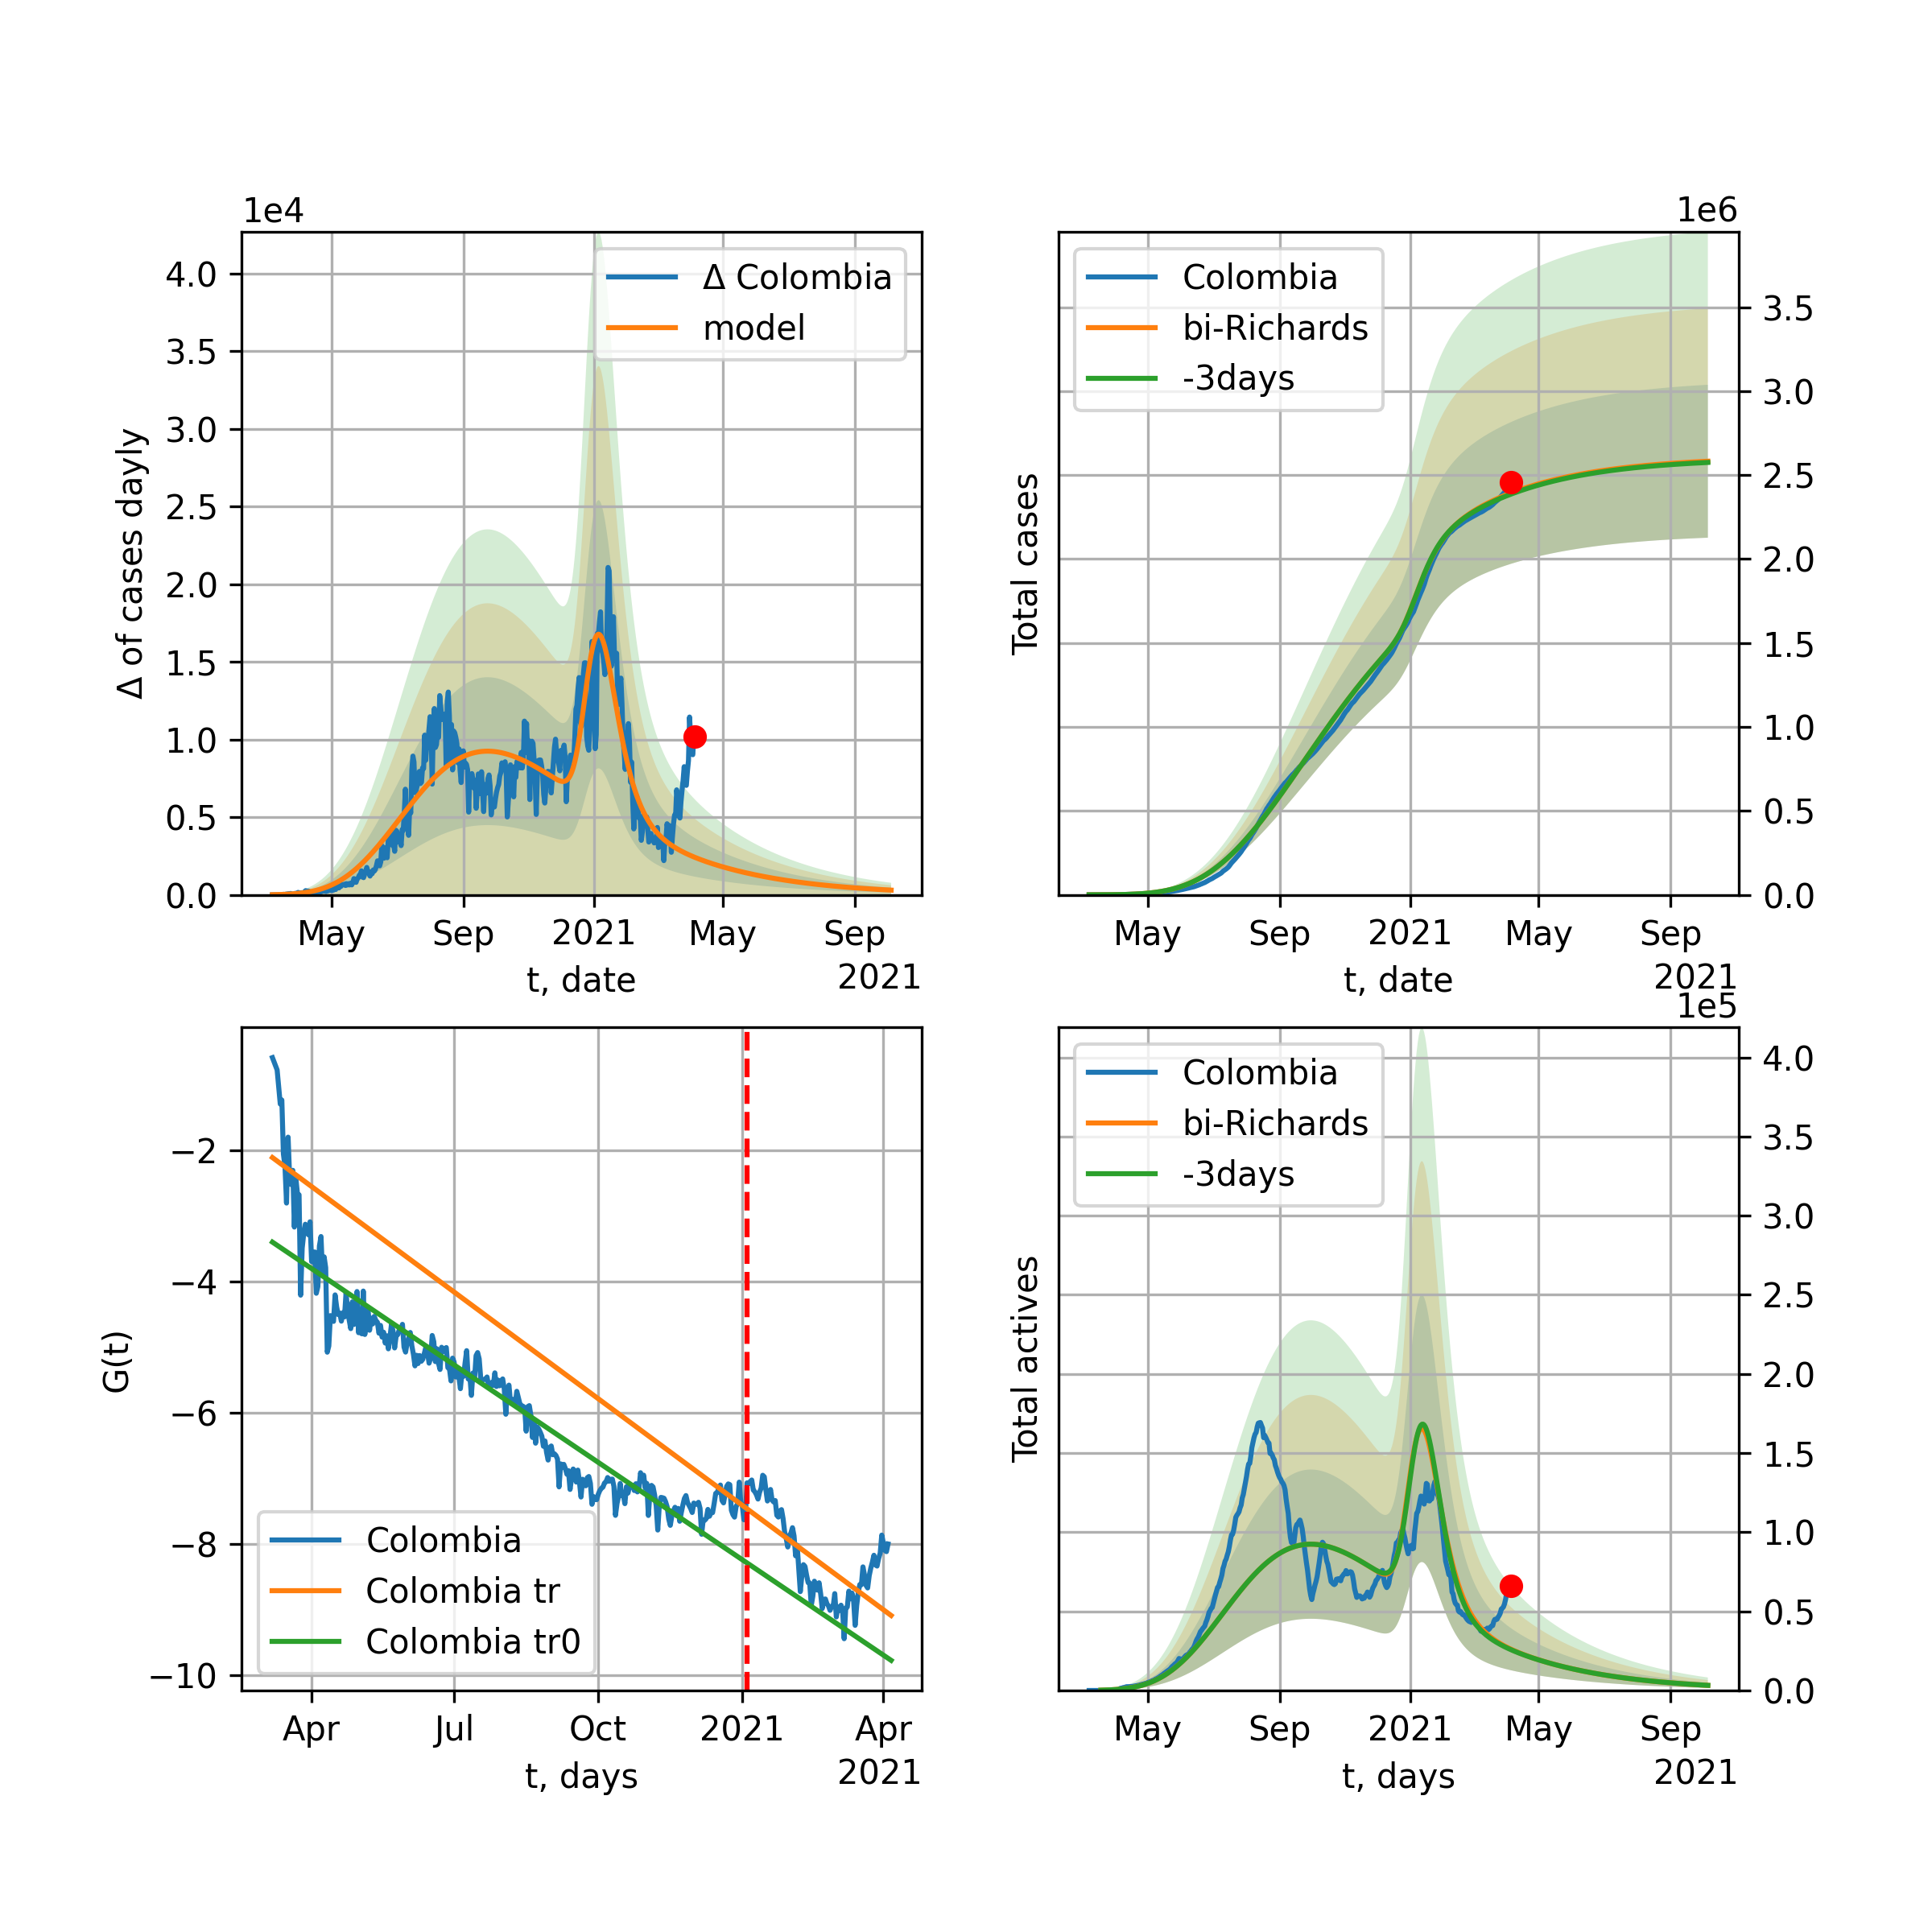 1e4
Δ of cases dayly
4.0
3.5
3.0
2.5
2.0
1.5
1.0
0.5
0.0
Δ Colombia
model
May Sep 2021 May Sep
t, date
2021
1e6
Total cases
Colombia
bi-Richards
-3days
3.5
3.0
2.5
2.0
1.5
1.0
0.5
0.0
May Sep 2021 May Sep
t, date
2021
G(t)
−2
−4
−6
−8
−10
Colombia
Colombia tr
Colombia tr0
Apr Jul Oct 2021 Apr
t, days
2021
1e5
Total actives
Colombia
bi-Richards
-3days
4.0
3.5
3.0
2.5
2.0
1.5
1.0
0.5
0.0
May Sep 2021 May Sep
t, days
2021